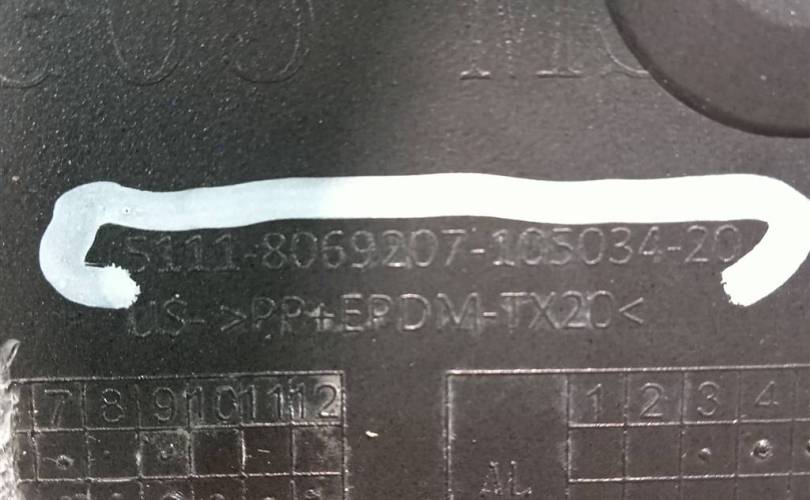 5111-8069207-105034-20
US- >PP+EPDM-TX20<
7 8 9 10 11 12
1 2 3 4
AL